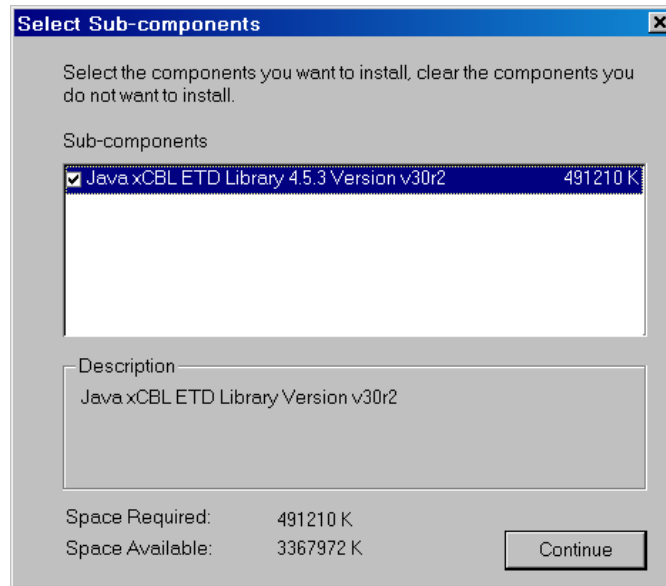 Select Sub-components
Select the components you want to install, clear the components you
do not want to install.
Sub-components
Java xCBL ETD Library 4.5.3 Version v30r2 491210 K
Description
Java xCBL ETD Library Version v30r2
Space Required: 491210 K
Space Available: 3367972 K
Continue